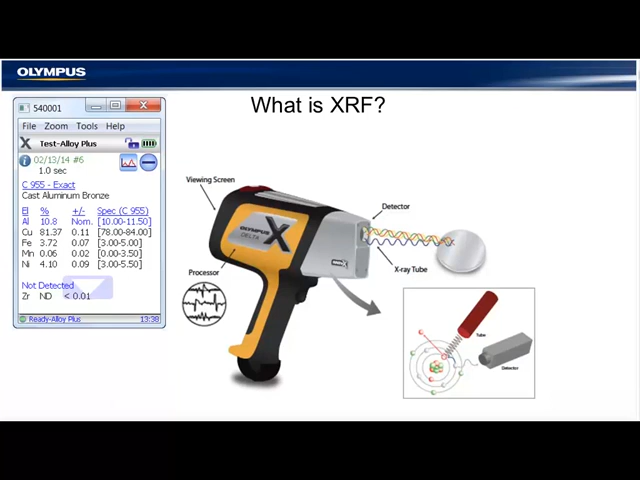 OLYMPUS
What is XRF?
540001
File Zoom Tools Help
Test-Alloy Plus
02/13/14 #6
1.0 sec
C 955 - Exact
Cast Aluminum Bronze
El % +/- Spec (C 955)
Al 10.8 Nom. [10.00-11.50]
Cu 81.37 0.11 [78.00-84.00]
Fe 3.72 0.07 [3.00-5.00]
Mn 0.06 0.02 [0.00-3.50]
Ni 4.10 0.09 [3.00-5.50]
Not Detected
Zr ND < 0.01
Ready-Alloy Plus 13:38
Viewing Screen
Detector
OLYMPUS
DELTA X
X-ray Tube
Processor
Tube
Detector